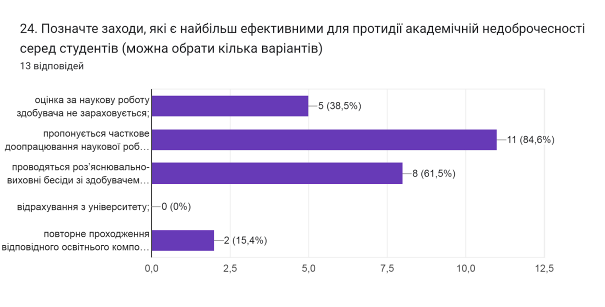 24. Позначте заходи, які є найбільш ефективними для протидії академічній недоброчесності
серед студентів (можна обрати кілька варіантів)
13 відповідей
оцінка за наукову роботу
здобувача не зараховується;
5 (38,5%)
пропонується часткове
доопрацювання наукової роб…
11 (84,6%)
проводяться роз'яснювально-
виховні бесіди зі здобувачем…
8 (61,5%)
відрахування з університету;
0 (0%)
повторне проходження
відповідного освітнього компо…
2 (15,4%)
0,0 2,5 5,0 7,5 10,0 12,5